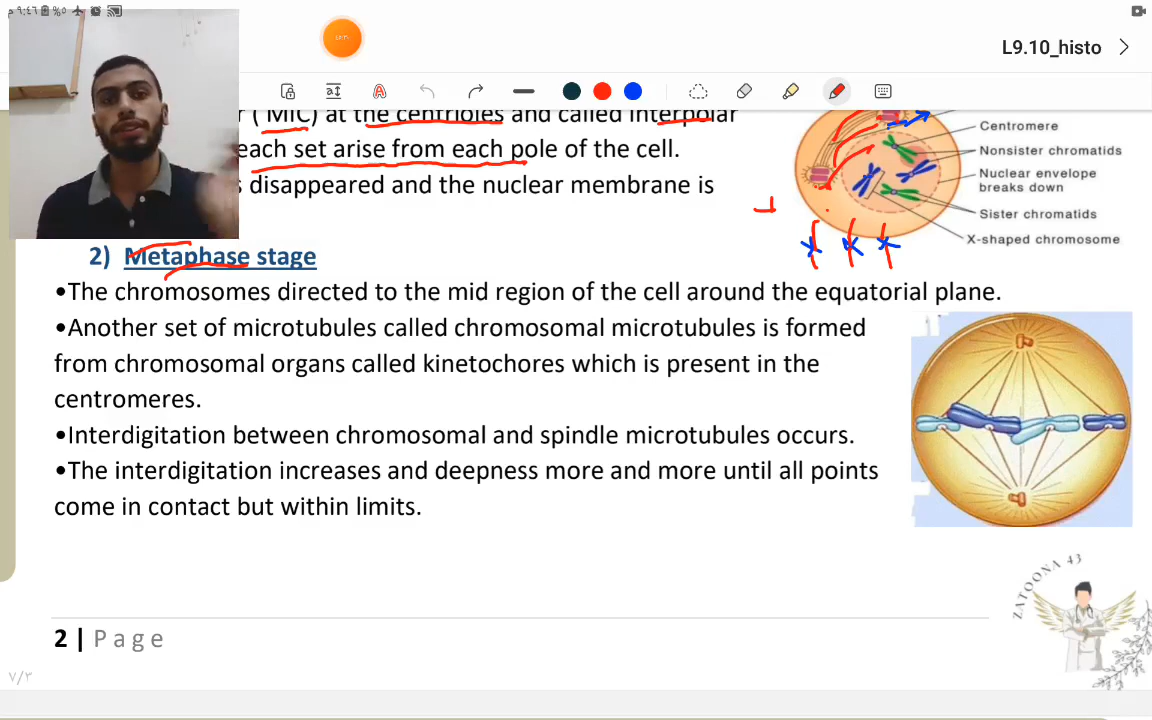 م ٩:٤٦ %٥
L9.10_histo
r ( MIC) at the centrioles and called interpolar
each set arise from each pole of the cell.
s disappeared and the nuclear membrane is
Centromere
Nonsister chromatids
Nuclear envelope
breaks down
Sister chromatids
X-shaped chromosome
2) Metaphase stage
•The chromosomes directed to the mid region of the cell around the equatorial plane.
•Another set of microtubules called chromosomal microtubules is formed
from chromosomal organs called kinetochores which is present in the
centromeres.
•Interdigitation between chromosomal and spindle microtubules occurs.
•The interdigitation increases and deepness more and more until all points
come in contact but within limits.
ZATOONA 43
2 | Page
٧/٣